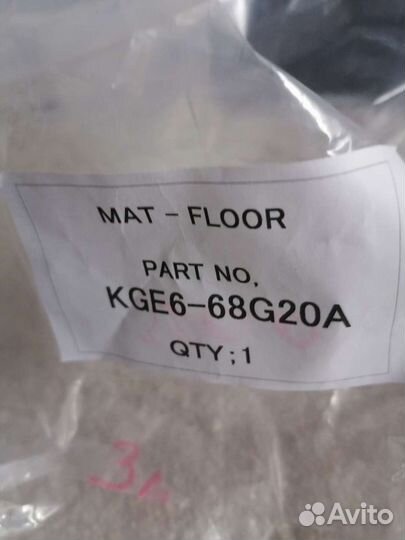 MAT - FLOOR
PART NO,
KGE6-68G20A
QTY;1
Avito